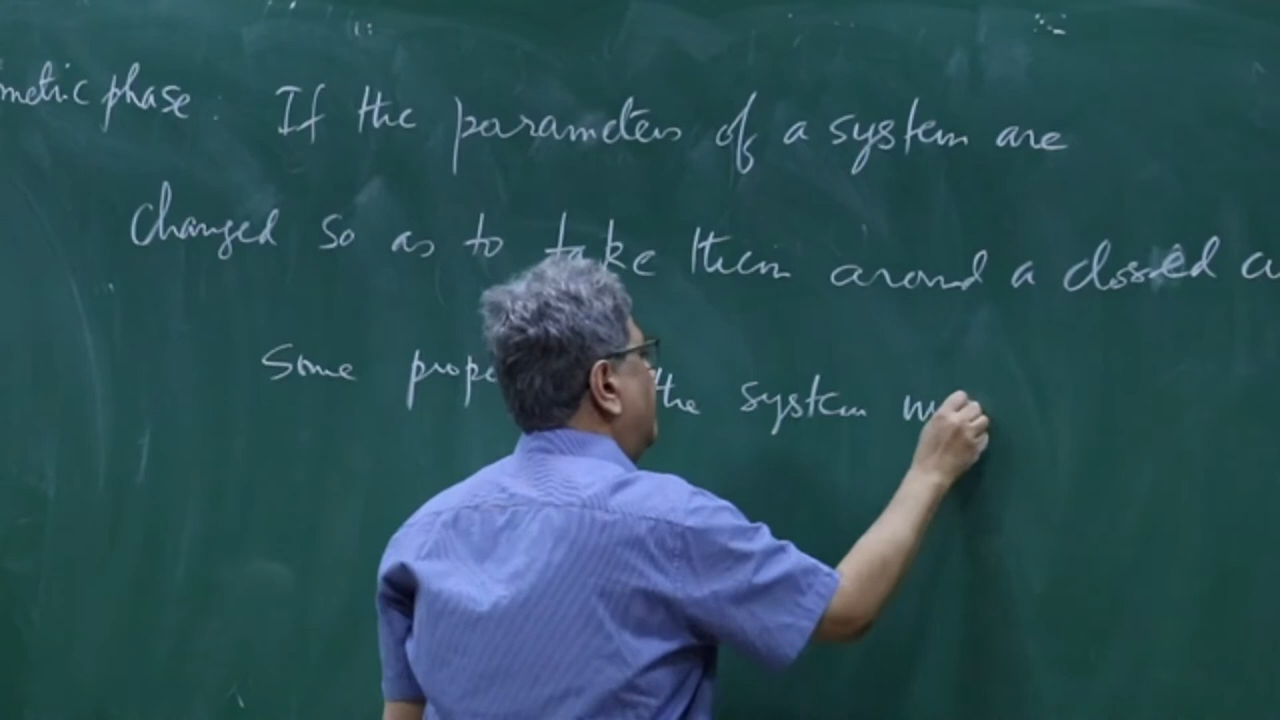 metric phase : If the parameters of a system are
changed so as to take them around a closed
Some the system